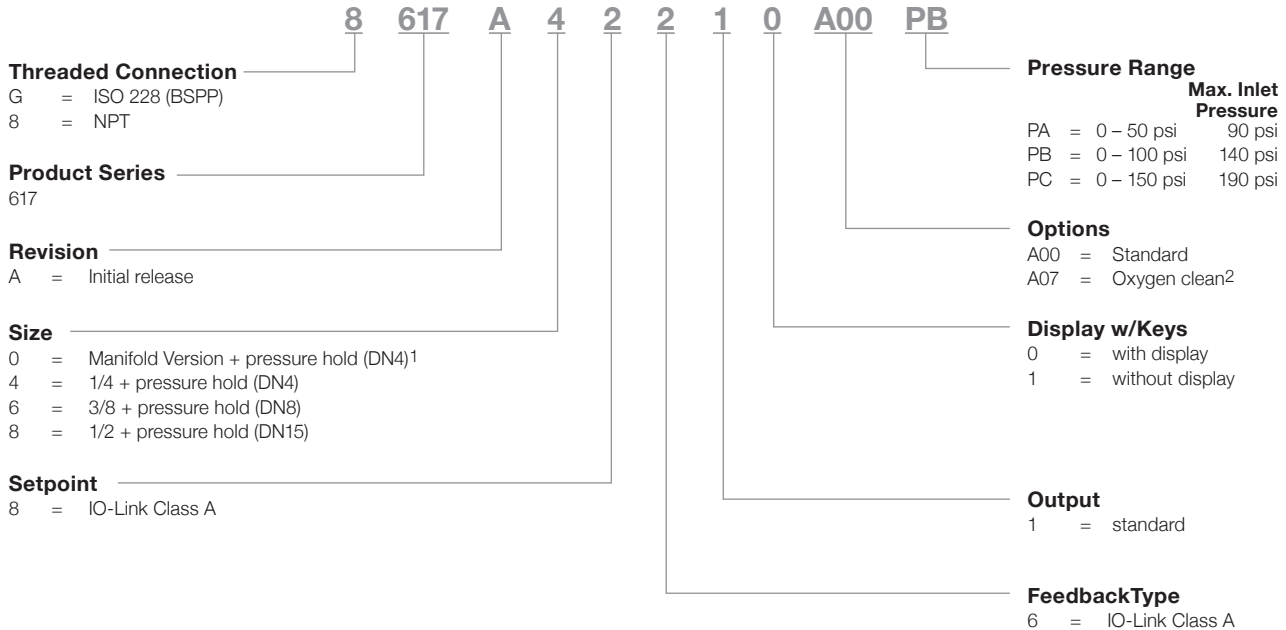 8 617 A 4 2 2 1 0 A00 PB
Threaded Connection
G = ISO 228 (BSPP)
8 = NPT
Product Series
617
Revision
A = Initial release
Size
0 = Manifold Version + pressure hold (DN4)1
4 = 1/4 + pressure hold (DN4)
6 = 3/8 + pressure hold (DN8)
8 = 1/2 + pressure hold (DN15)
Setpoint
8 = IO-Link Class A
Pressure Range
Max. Inlet
Pressure
PA = 0 – 50 psi 90 psi
PB = 0 – 100 psi 140 psi
PC = 0 – 150 psi 190 psi
Options
A00 = Standard
A07 = Oxygen clean2
Display w/Keys
0 = with display
1 = without display
Output
1 = standard
FeedbackType
6 = IO-Link Class A